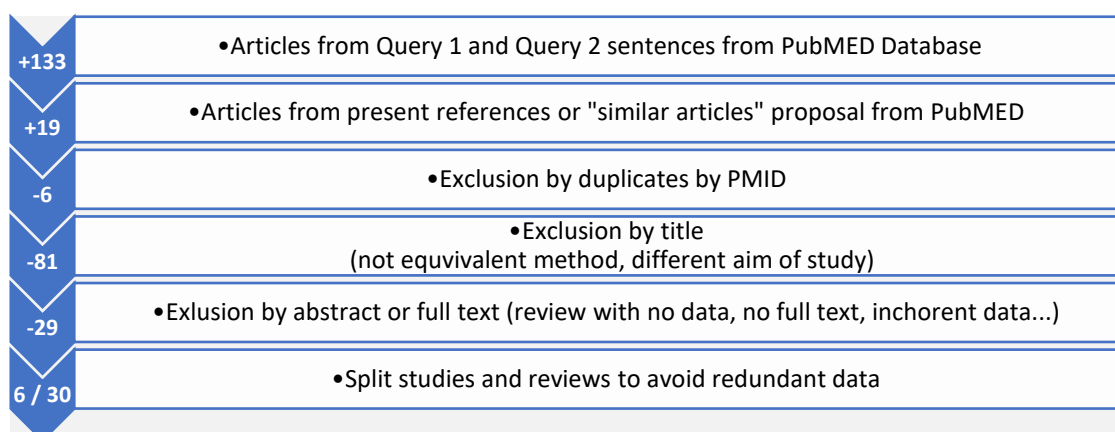 +133
•Articles from Query 1 and Query 2 sentences from PubMED Database
+19
•Articles from present references or "similar articles" proposal from PubMED
-6
•Exclusion by duplicates by PMID
-81
•Exclusion by title
(not equvivalent method, different aim of study)
-29
•Exlusion by abstract or full text (review with no data, no full text, inchorent data...)
6 / 30
•Split studies and reviews to avoid redundant data